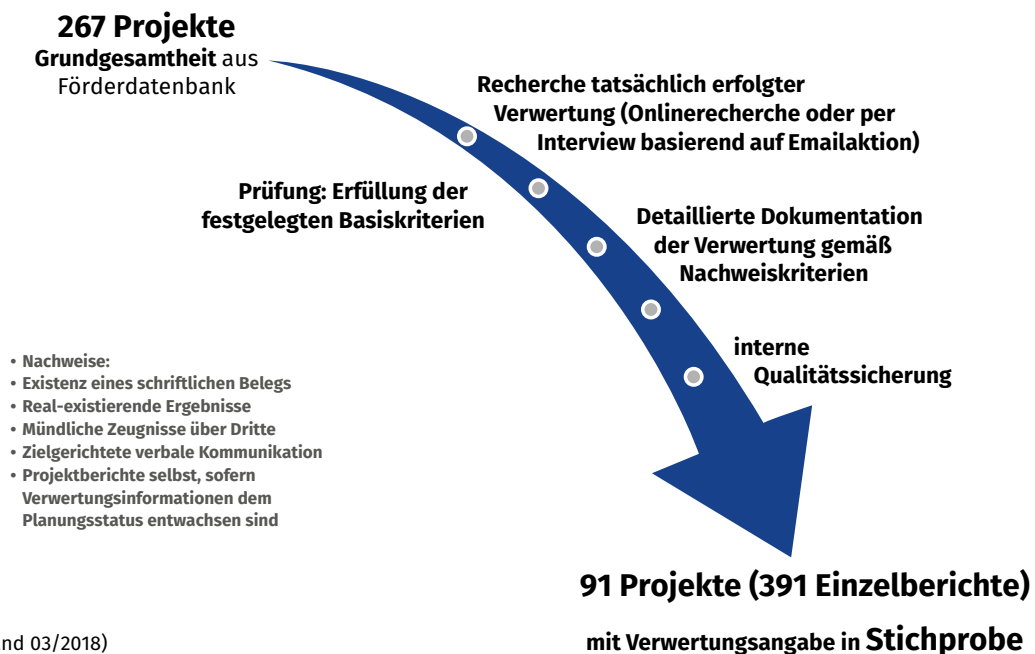 267 Projekte
Grundgesamtheit aus
Förderdatenbank
Recherche tatsächlich erfolgter
Verwertung (Onlinerecherche oder per
Interview basierend auf Emailaktion)
Prüfung: Erfüllung der
festgelegten Basiskriterien
Detaillierte Dokumentation
der Verwertung gemäß
Nachweiskriterien
interne
Qualitätssicherung
• Nachweise:
• Existenz eines schriftlichen Belegs
• Real-existierende Ergebnisse
• Mündliche Zeugnisse über Dritte
• Zielgerichtete verbale Kommunikation
• Projektberichte selbst, sofern
Verwertungsinformationen dem
Planungsstatus entwachsen sind
91 Projekte (391 Einzelberichte)
mit Verwertungsangabe in Stichprobe
nd 03/2018)